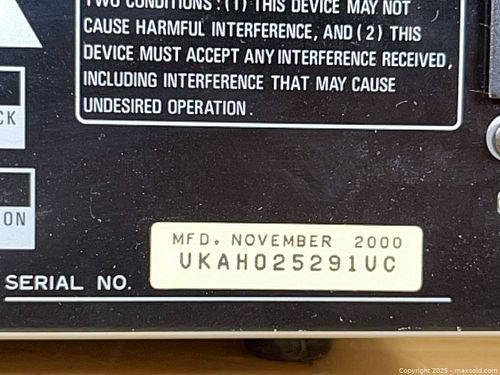 TWO CONDITIONS : (1) THIS DEVICE MAY NOT
CAUSE HARMFUL INTERFERENCE, AND (2) THIS
DEVICE MUST ACCEPT ANY INTERFERENCE RECEIVED,
INCLUDING INTERFERENCE THAT MAY CAUSE
UNDESIRED OPERATION.
CK
ON
MFD. NOVEMBER 2000
UKAH025291UC
SERIAL NO.
Copyright 2025 - maxsold.com